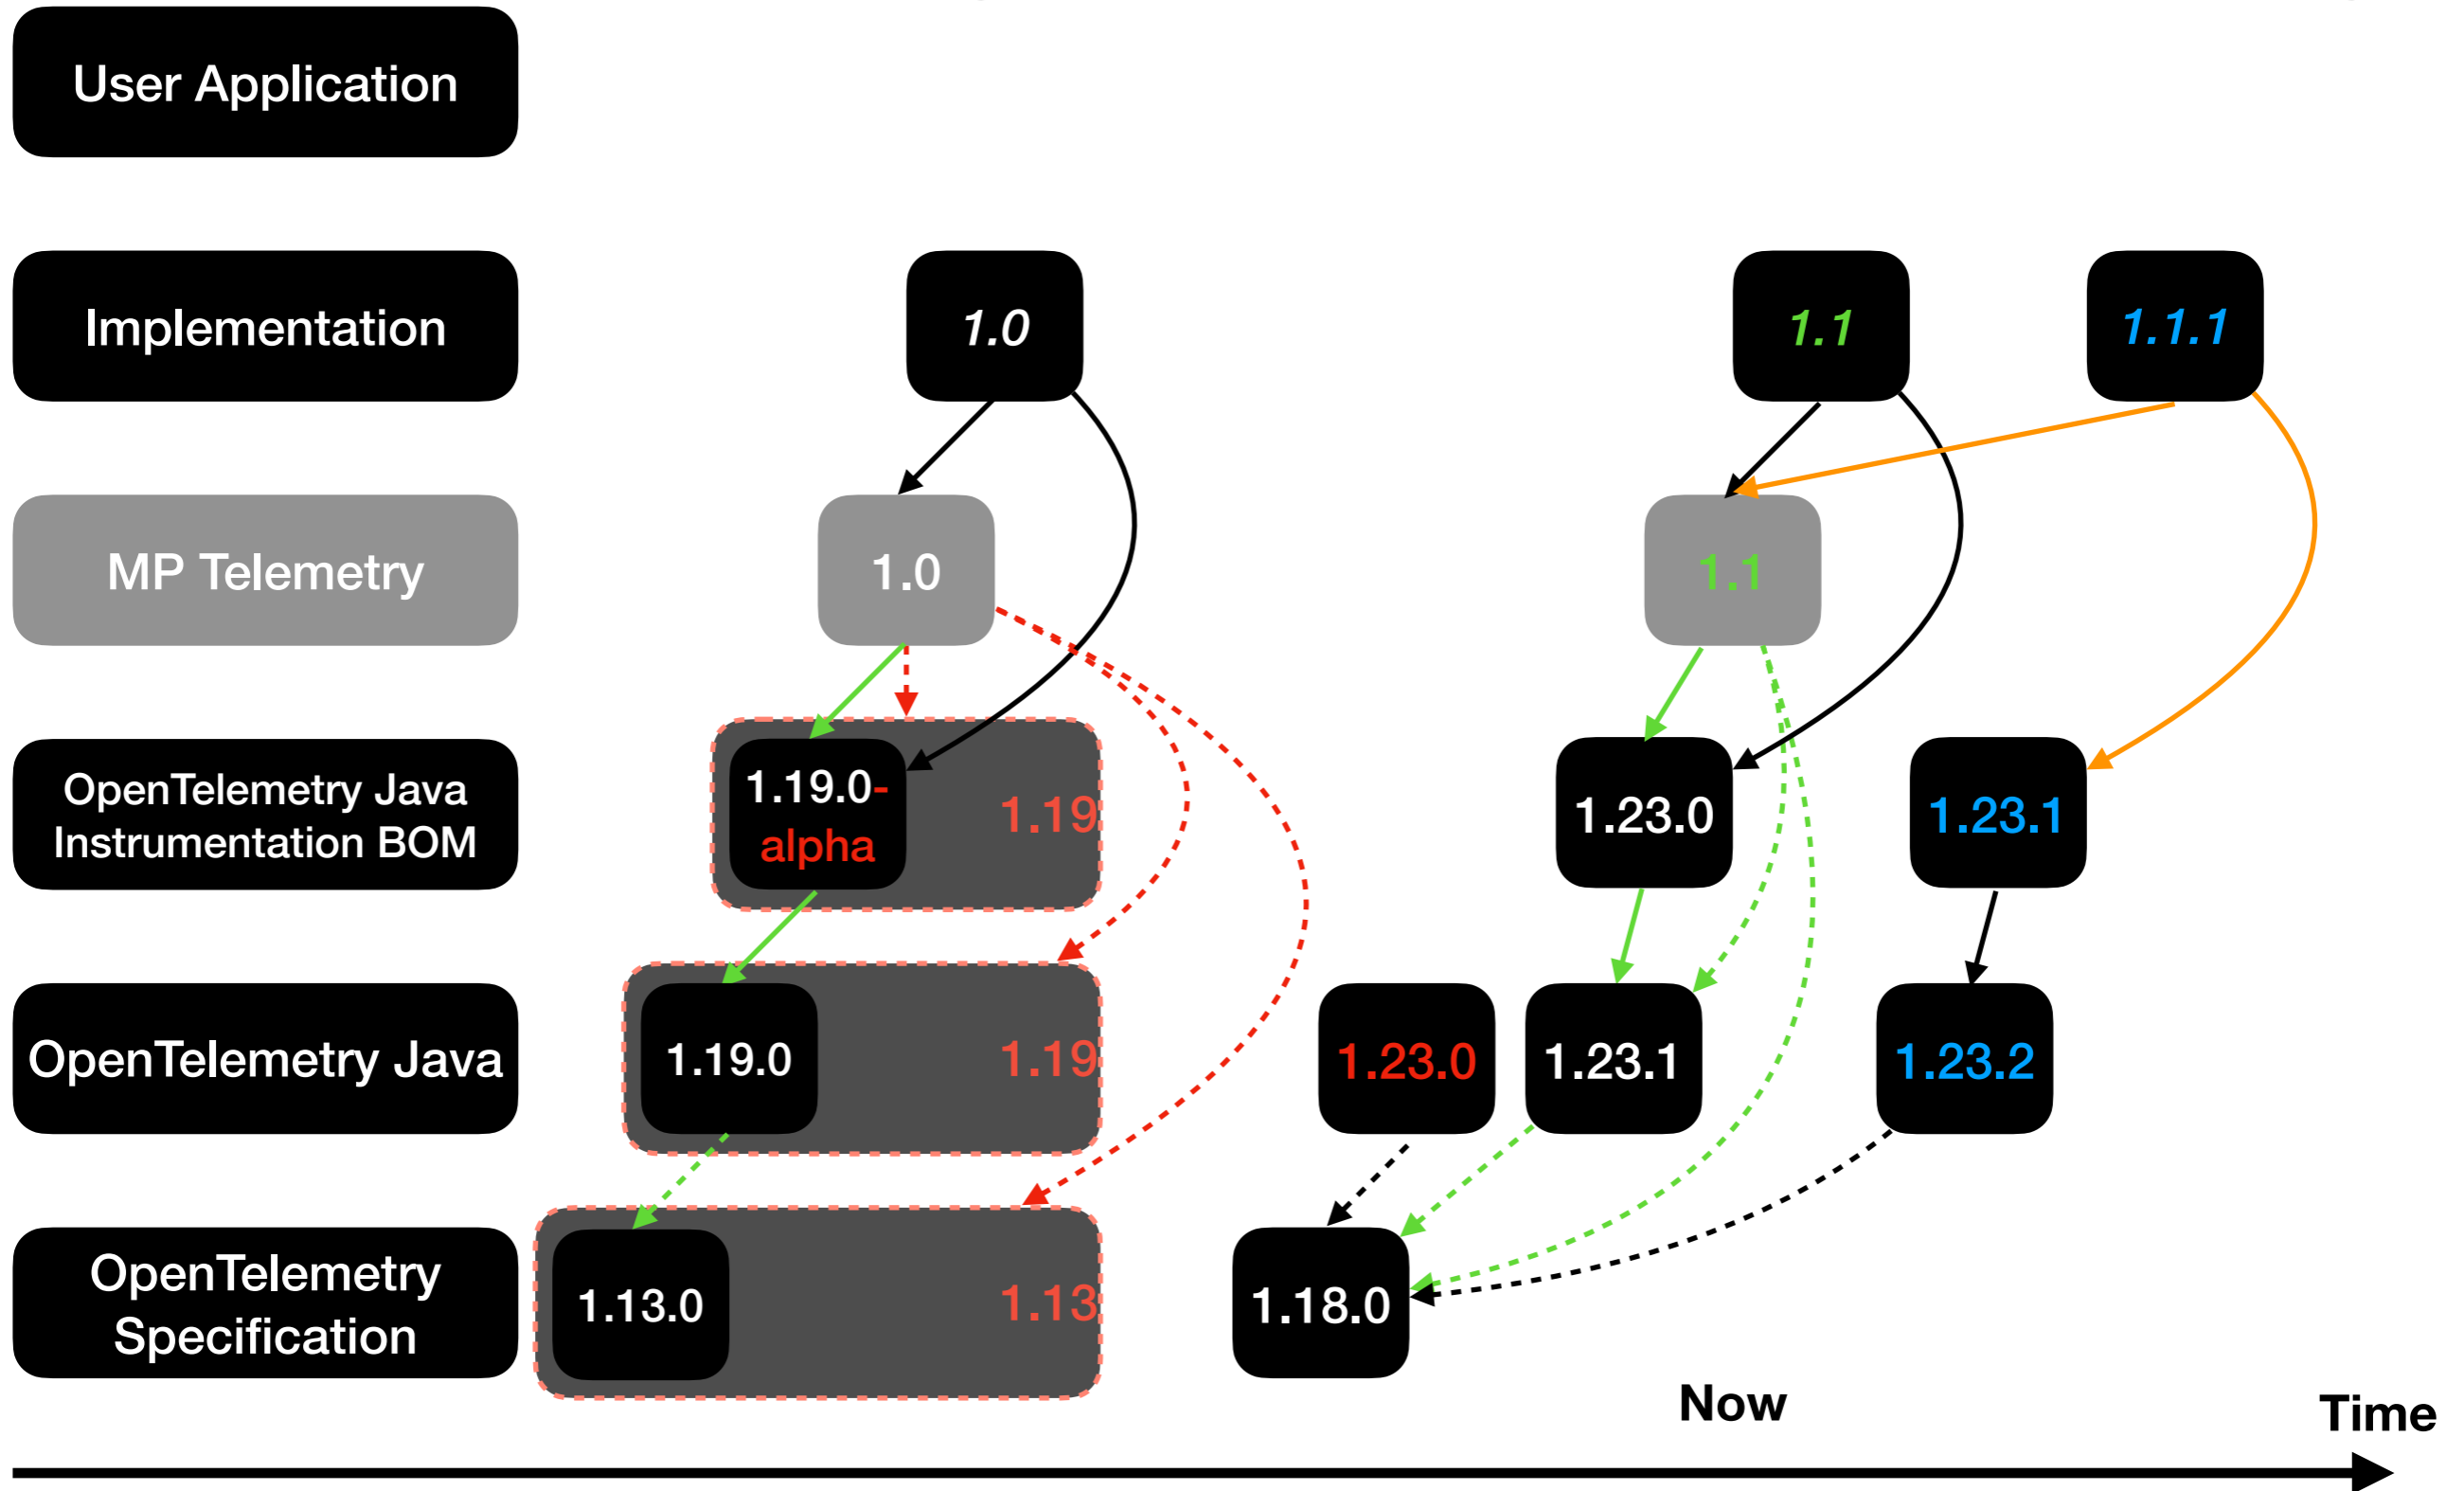 User Application
Implementation
1.0
1.1
1.1.1
MP Telemetry
1.0
1.1
OpenTelemetry Java
Instrumentation BOM
1.19.0-
alpha
1.19
1.23.0
1.23.1
OpenTelemetry Java
1.19.0
1.19
1.23.0
1.23.1
1.23.2
OpenTelemetry
Specification
1.13.0
1.13
1.18.0
Now
Time